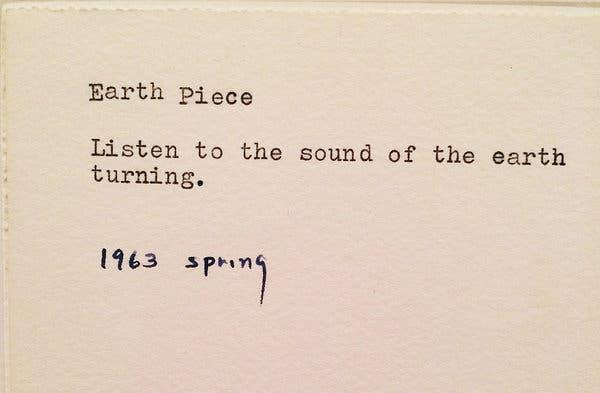 Earth Piece
Listen to the sound of the earth
turning.
1963 spring